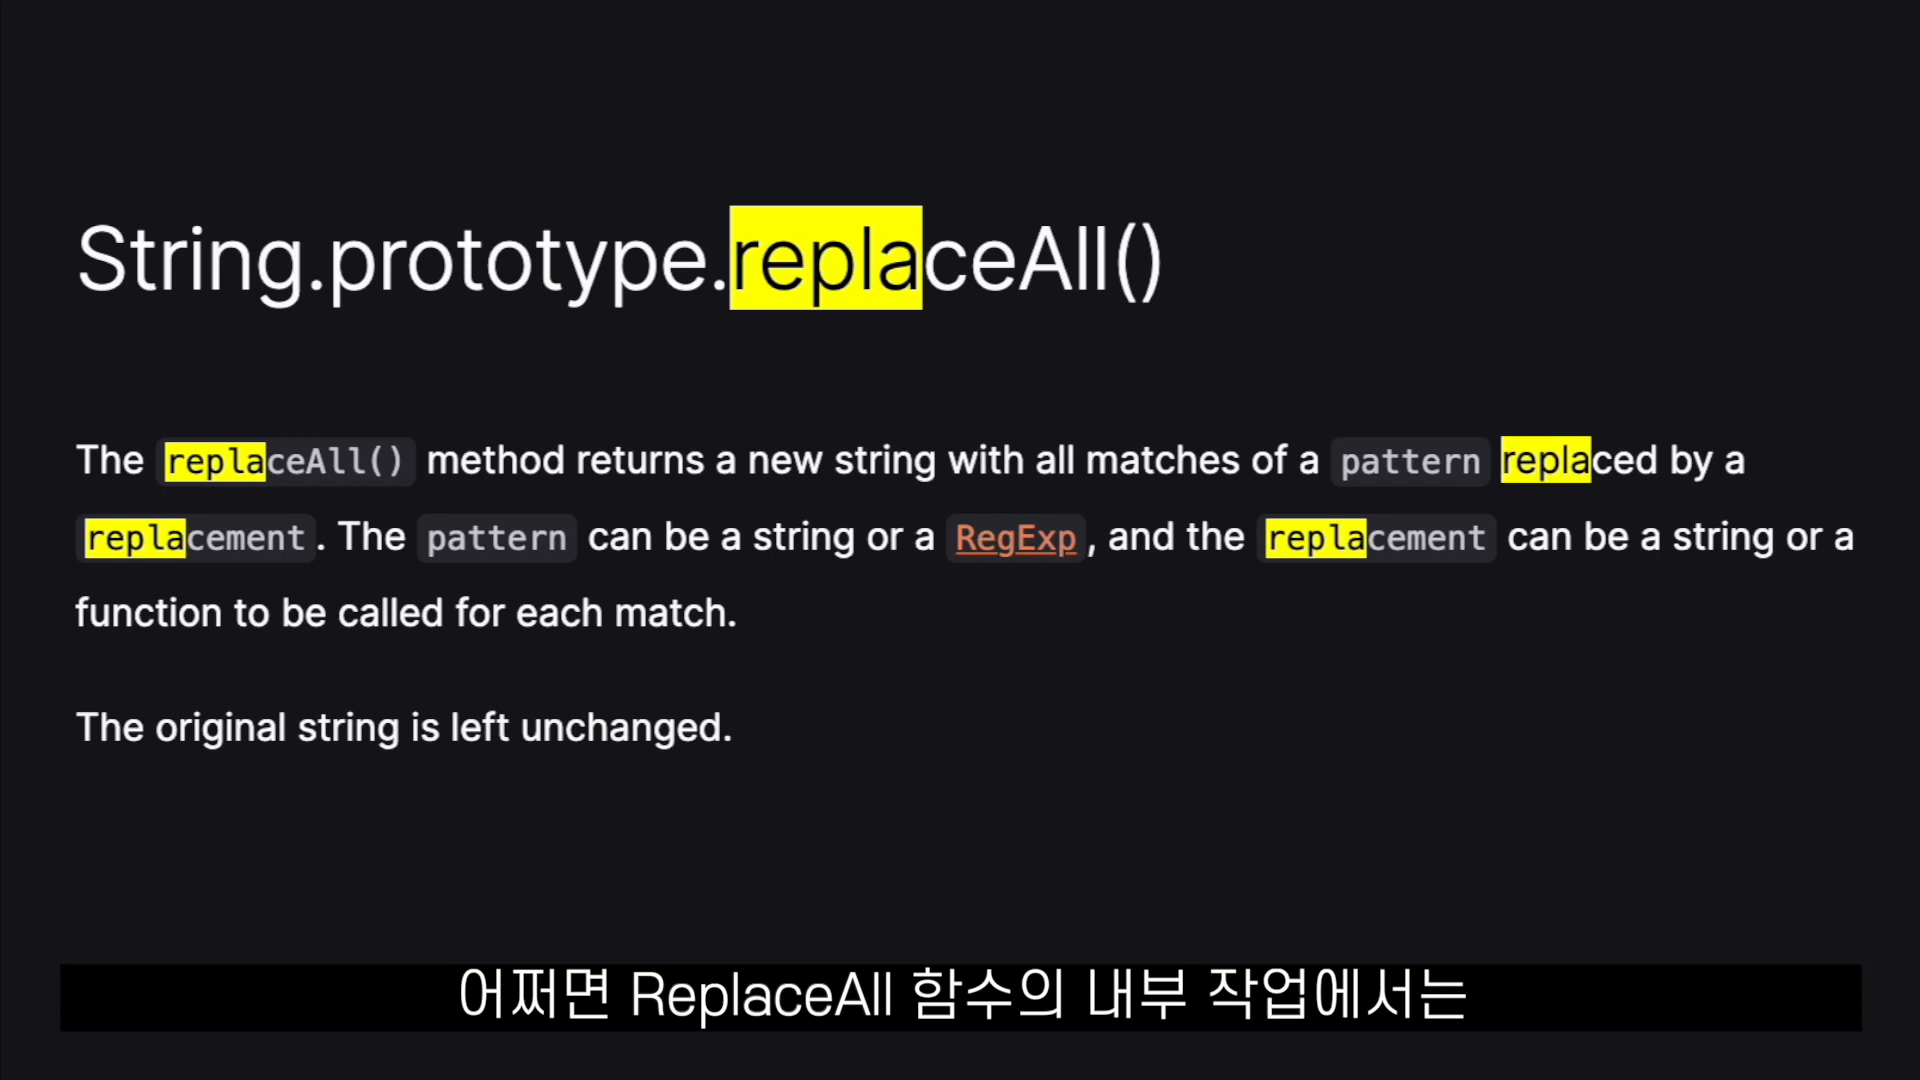 String.prototype.replaceAll()
The replaceAll() method returns a new string with all matches of a pattern replaced by a
replacement. The pattern can be a string or a RegExp, and the replacement can be a string or a
function to be called for each match.
The original string is left unchanged.
어쩌면 ReplaceAll 함수의 내부 작업에서는